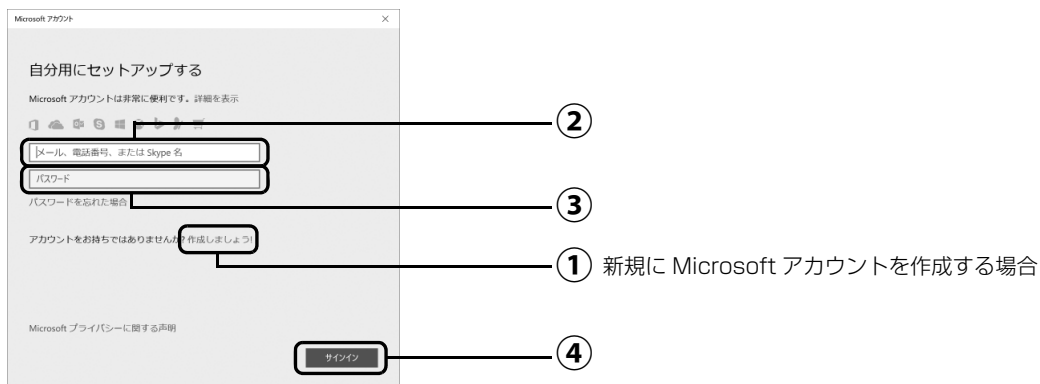 Microsoft アカウント
自分用にセットアップする
Microsoft アカウントは非常に便利です。詳細を表示
②
メール、電話番号、または Skype 名
パスワード
パスワードを忘れた場合
③
アカウントをお持ちではありませんか? 作成しましょう!
① 新規に Microsoft アカウントを作成する場合
Microsoft プライバシーに関する声明
サインイン
④